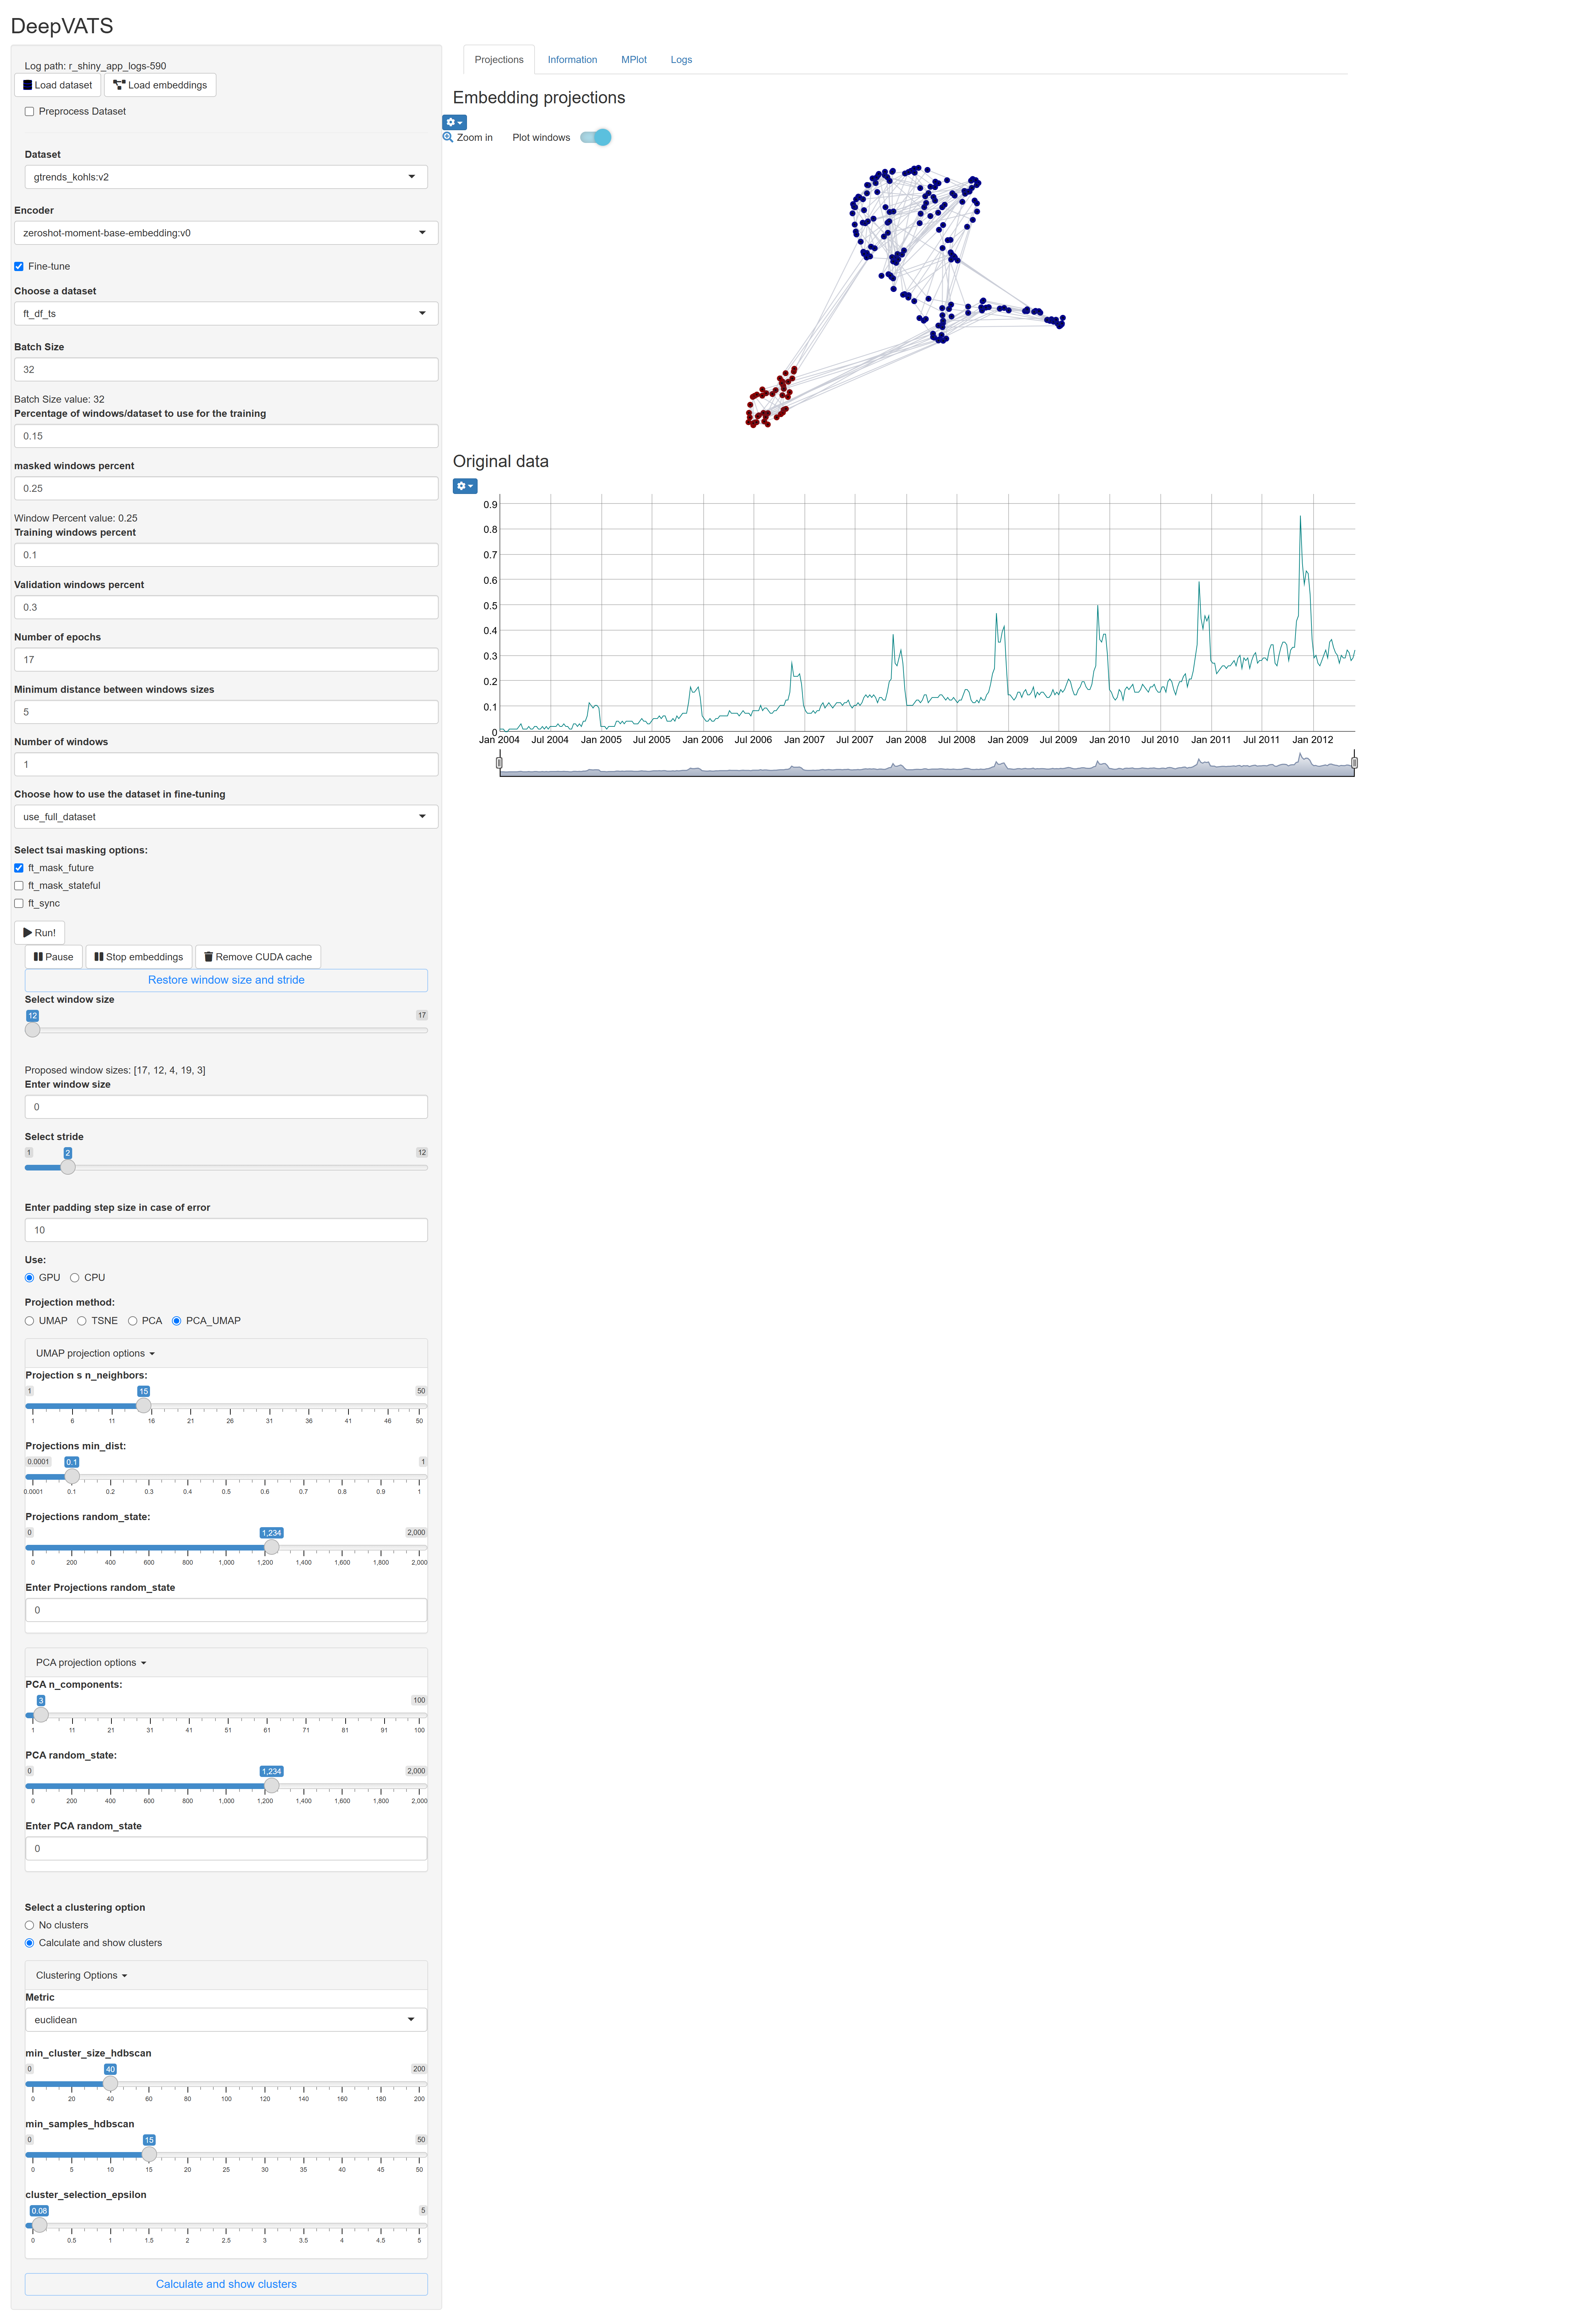 DeepVATS
Log path: r_shiny_app_logs-590
Load dataset Load embeddings
Preprocess Dataset
Dataset
gtrends_kohls:v2
Encoder
zeroshot-moment-base-embedding:v0
Fine-tune
Choose a dataset
ft_df_ts
Batch Size
32
Batch Size value: 32
Percentage of windows/dataset to use for the training
0.15
masked windows percent
0.25
Window Percent value: 0.25
Training windows percent
0.1
Validation windows percent
0.3
Number of epochs
17
Minimum distance between windows sizes
5
Number of windows
1
Choose how to use the dataset in fine-tuning
use_full_dataset
Select tsai masking options:
ft_mask_future
ft_mask_stateful
ft_sync
Run!
Pause Stop embeddings Remove CUDA cache
Restore window size and stride
Select window size
12 17
Proposed window sizes: [17, 12, 4, 19, 3]
Enter window size
0
Select stride
1 2 12
Enter padding step size in case of error
10
Use:
GPU CPU
Projection method:
UMAP TSNE PCA PCA_UMAP
UMAP projection options
Projection s n_neighbors:
1 15 50
1 6 11 16 21 26 31 36 41 46 50
Projections min_dist:
0.0001 0.1 1
0.0001 0.1 0.2 0.3 0.4 0.5 0.6 0.7 0.8 0.9 1
Projections random_state:
0 1,234 2,000
0 200 400 600 800 1,000 1,200 1,400 1,600 1,800 2,000
Enter Projections random_state
0
PCA projection options
PCA n_components:
3 100
1 11 21 31 41 51 61 71 81 91 100
PCA random_state:
0 1,234 2,000
0 200 400 600 800 1,000 1,200 1,400 1,600 1,800 2,000
Enter PCA random_state
0
Select a clustering option
No clusters
Calculate and show clusters
Clustering Options
Metric
euclidean
min_cluster_size_hdbscan
0 40 200
0 20 40 60 80 100 120 140 160 180 200
min_samples_hdbscan
0 15 50
0 5 10 15 20 25 30 35 40 45 50
cluster_selection_epsilon
0.08 5
0 0.5 1 1.5 2 2.5 3 3.5 4 4.5 5
Calculate and show clusters
Projections Information MPlot Logs
Embedding projections
Zoom in Plot windows
Original data
0.9
0.8
0.7
0.6
0.5
0.4
0.3
0.2
0.1
0
Jan 2004 Jul 2004 Jan 2005 Jul 2005 Jan 2006 Jul 2006 Jan 2007 Jul 2007 Jan 2008 Jul 2008 Jan 2009 Jul 2009 Jan 2010 Jul 2010 Jan 2011 Jul 2011 Jan 2012